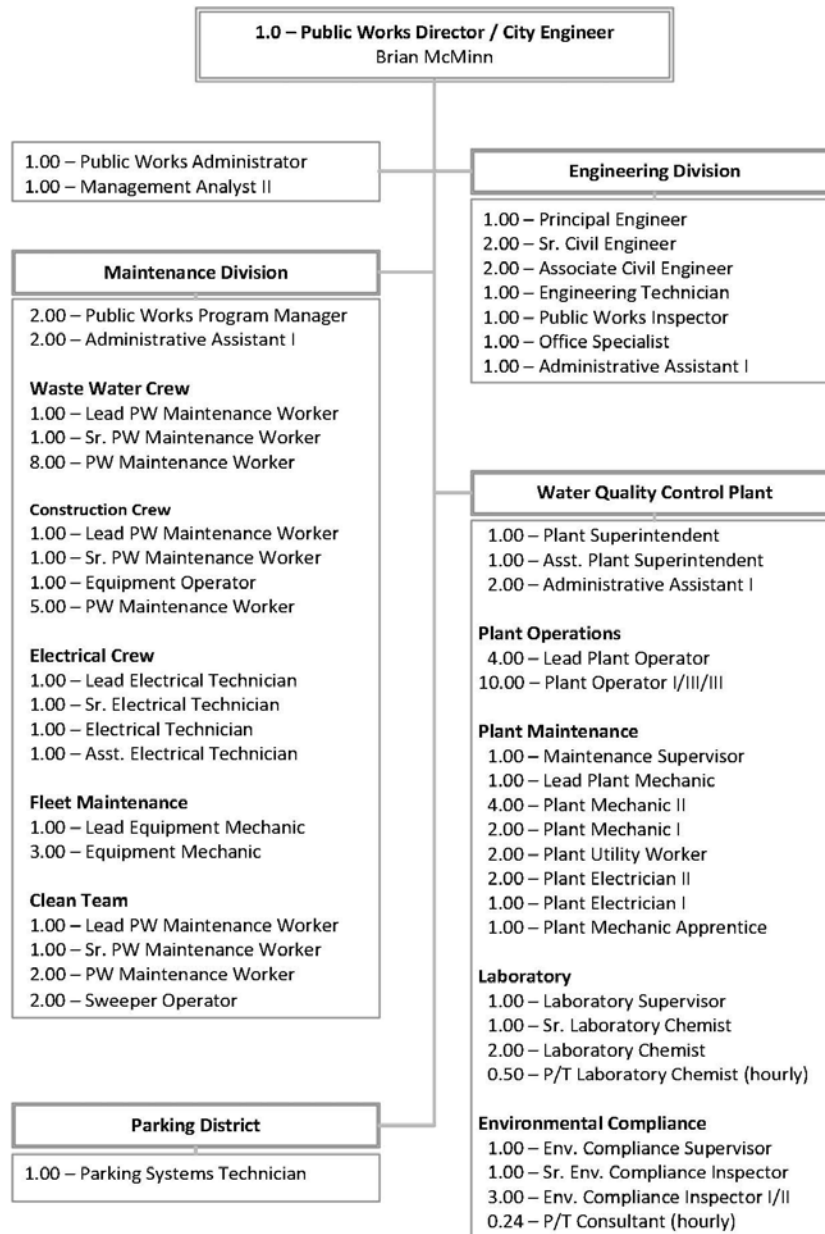 1.0 – Public Works Director / City Engineer
Brian McMinn
1.00 – Public Works Administrator
1.00 – Management Analyst II
Engineering Division
1.00 – Principal Engineer
2.00 – Sr. Civil Engineer
2.00 – Associate Civil Engineer
1.00 – Engineering Technician
1.00 – Public Works Inspector
1.00 – Office Specialist
1.00 – Administrative Assistant I
Maintenance Division
2.00 – Public Works Program Manager
2.00 – Administrative Assistant I
Waste Water Crew
1.00 – Lead PW Maintenance Worker
1.00 – Sr. PW Maintenance Worker
8.00 – PW Maintenance Worker
Construction Crew
1.00 – Lead PW Maintenance Worker
1.00 – Sr. PW Maintenance Worker
1.00 – Equipment Operator
5.00 – PW Maintenance Worker
Electrical Crew
1.00 – Lead Electrical Technician
1.00 – Sr. Electrical Technician
1.00 – Electrical Technician
1.00 – Asst. Electrical Technician
Fleet Maintenance
1.00 – Lead Equipment Mechanic
3.00 – Equipment Mechanic
Clean Team
1.00 – Lead PW Maintenance Worker
1.00 – Sr. PW Maintenance Worker
2.00 – PW Maintenance Worker
2.00 – Sweeper Operator
Water Quality Control Plant
1.00 – Plant Superintendent
1.00 – Asst. Plant Superintendent
2.00 – Administrative Assistant I
Plant Operations
4.00 – Lead Plant Operator
10.00 – Plant Operator I/III/III
Plant Maintenance
1.00 – Maintenance Supervisor
1.00 – Lead Plant Mechanic
4.00 – Plant Mechanic II
2.00 – Plant Mechanic I
2.00 – Plant Utility Worker
2.00 – Plant Electrician II
1.00 – Plant Electrician I
1.00 – Plant Mechanic Apprentice
Laboratory
1.00 – Laboratory Supervisor
1.00 – Sr. Laboratory Chemist
2.00 – Laboratory Chemist
0.50 – P/T Laboratory Chemist (hourly)
Environmental Compliance
1.00 – Env. Compliance Supervisor
1.00 – Sr. Env. Compliance Inspector
3.00 – Env. Compliance Inspector I/II
0.24 – P/T Consultant (hourly)
Parking District
1.00 – Parking Systems Technician